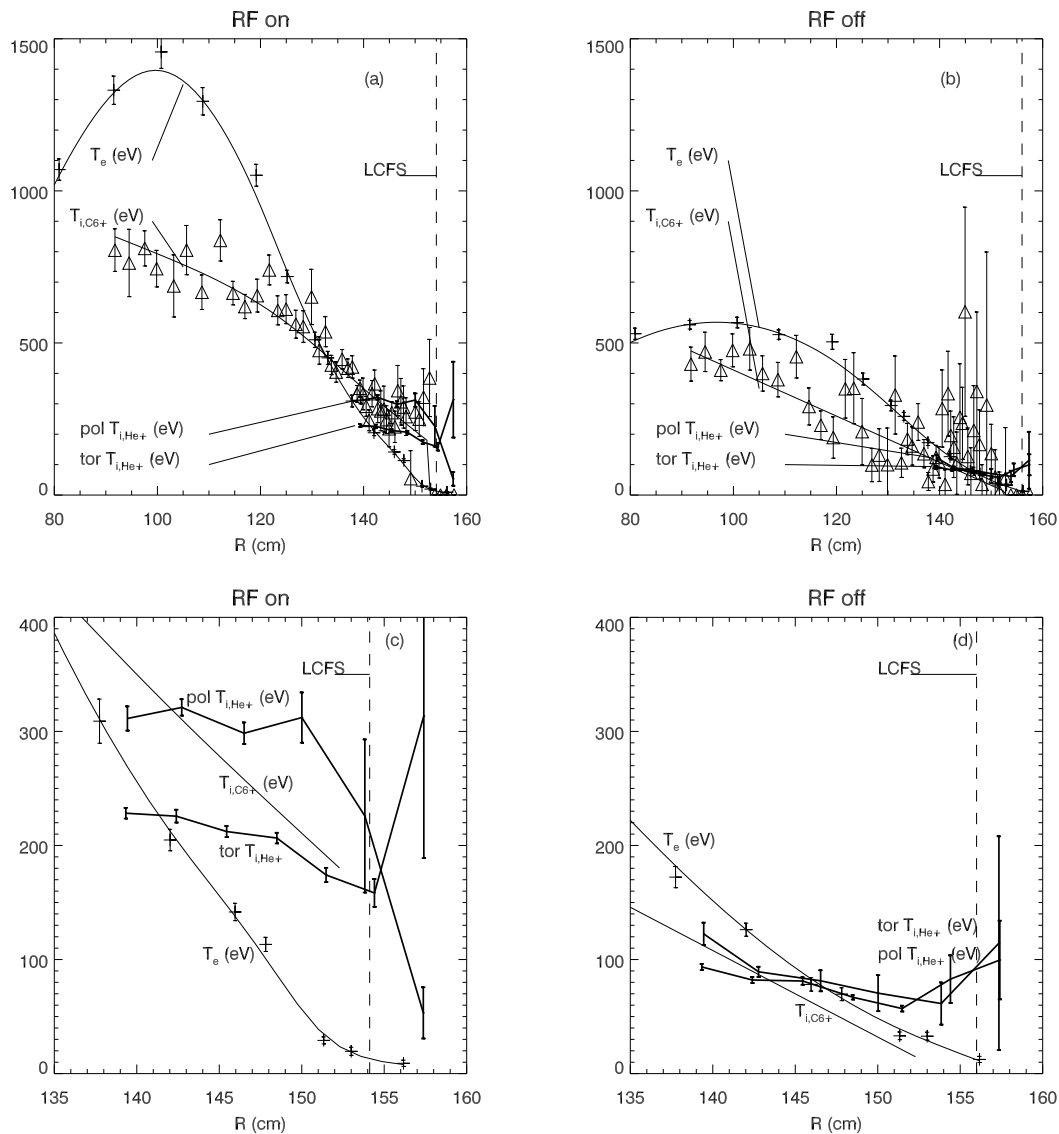 RF on
RF off
1500
1000
500
0
(a)
T_e (eV)
LCFS
T_i,C6+ (eV)
pol T_i,He+ (eV)
tor T_i,He+ (eV)
80 100 120 140 160
R (cm)
1500
1000
500
0
(b)
T_e (eV)
LCFS
T_i,C6+ (eV)
pol T_i,He+ (eV)
tor T_i,He+ (eV)
80 100 120 140 160
R (cm)
RF on
RF off
400
300
200
100
0
(c)
LCFS
pol T_i,He+ (eV)
T_i,C6+ (eV)
tor T_i,He+
T_e (eV)
135 140 145 150 155 160
R (cm)
400
300
200
100
0
(d)
LCFS
T_e (eV)
tor T_i,He+ (eV)
pol T_i,He+ (eV)
T_i,C6+
135 140 145 150 155 160
R (cm)